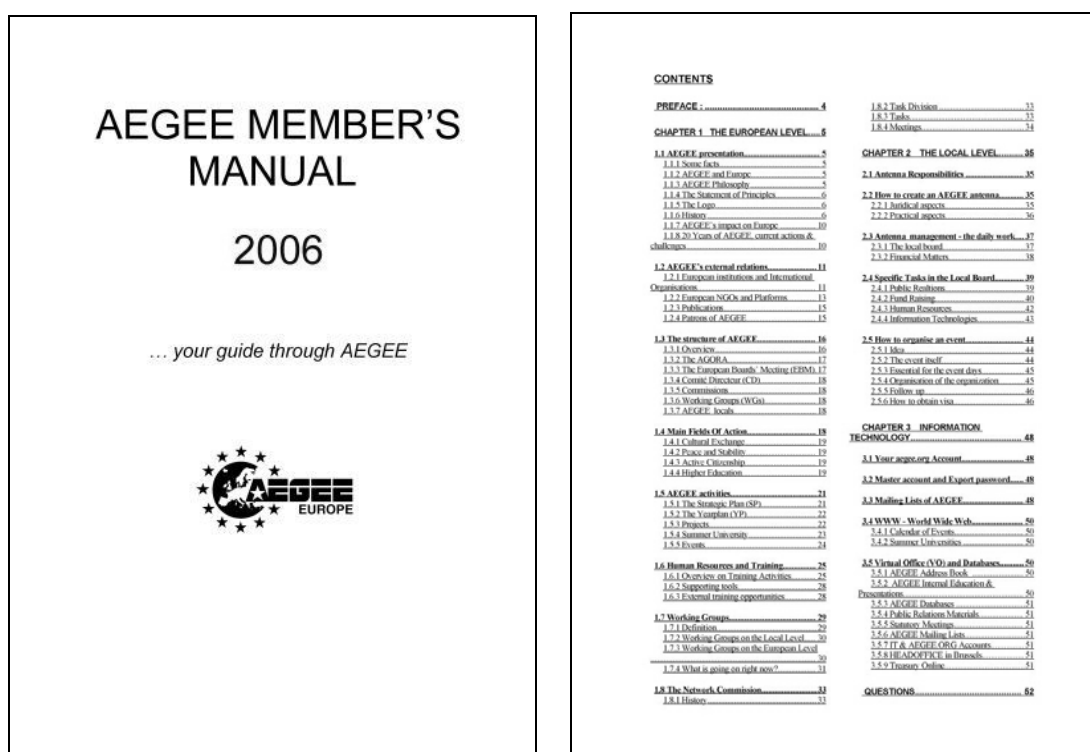 AEGEE MEMBER'S
MANUAL
2006
… your guide through AEGEE
AEGEE
EUROPE
CONTENTS
PREFACE : ................................................ 4
CHAPTER 1 THE EUROPEAN LEVEL..... 5
1.1 AEGEE presentation................................ 5
1.1.1 Some facts................................ 5
1.1.2 AEGEE and Europe................................ 5
1.1.3 AEGEE Philosophy................................ 5
1.1.4 The Statement of Principles................................ 6
1.1.5 The Logo................................ 6
1.1.6 History................................ 6
1.1.7 AEGEE's impact on Europe................................ 10
1.1.8 20 Years of AEGEE, current actions &
challenges................................ 10
1.2 AEGEE's external relations................................ 11
1.2.1 European institutions and International
Organisations................................ 11
1.2.2 European NGOs and Platforms................................ 13
1.2.3 Publications................................ 15
1.2.4 Patrons of AEGEE................................ 15
1.3 The structure of AEGEE................................ 16
1.3.1 Overview................................ 16
1.3.2 The AGORA................................ 17
1.3.3 The European Boards' Meeting (EBM). 17
1.3.4 Comité Directeur (CD)................................ 18
1.3.5 Commissions................................ 18
1.3.6 Working Groups (WGs)................................ 18
1.3.7 AEGEE locals................................ 18
1.4 Main Fields Of Action................................ 18
1.4.1 Cultural Exchange................................ 19
1.4.2 Peace and Stability................................ 19
1.4.3 Active Citizenship................................ 19
1.4.4 Higher Education................................ 19
1.5 AEGEE activities................................ 21
1.5.1 The Strategic Plan (SP)................................ 21
1.5.2 The Yearplan (YP)................................ 22
1.5.3 Projects................................ 22
1.5.4 Summer University................................ 23
1.5.5 Events................................ 24
1.6 Human Resources and Training................................ 25
1.6.1 Overview on Training Activities................................ 25
1.6.2 Supporting tools................................ 28
1.6.3 External training opportunities................................ 28
1.7 Working Groups................................ 29
1.7.1 Definition................................ 29
1.7.2 Working Groups on the Local Level..... 30
1.7.3 Working Groups on the European Level
................................ 30
1.7.4 What is going on right now?................................ 31
1.8 The Network Commission................................ 33
1.8.1 History................................ 33
1.8.2 Task Division................................ 33
1.8.3 Tasks................................ 33
1.8.4 Meetings................................ 34
CHAPTER 2 THE LOCAL LEVEL.......... 35
2.1 Antenna Responsibilities................................ 35
2.2 How to create an AEGEE antenna.......... 35
2.2.1 Juridical aspects................................ 35
2.2.2 Practical aspects................................ 36
2.3 Antenna management - the daily work.... 37
2.3.1 The local board................................ 37
2.3.2 Financial Matters................................ 38
2.4 Specific Tasks in the Local Board.......... 39
2.4.1 Public Realtions................................ 39
2.4.2 Fund Raising................................ 40
2.4.3 Human Resources................................ 42
2.4.4 Information Technologies................................ 43
2.5 How to organise an event................................ 44
2.5.1 Idea................................ 44
2.5.2 The event itself................................ 44
2.5.3 Essential for the event days................................ 45
2.5.4 Organisation of the organization.......... 45
2.5.5 Follow up................................ 46
2.5.6 How to obtain visa................................ 46
CHAPTER 3 INFORMATION
TECHNOLOGY................................ 48
3.1 Your aegee.org Account................................ 48
3.2 Master account and Export password..... 48
3.3 Mailing Lists of AEGEE................................ 48
3.4 WWW - World Wide Web................................ 50
3.4.1 Calendar of Events................................ 50
3.4.2 Summer Universities................................ 50
3.5 Virtual Office (VO) and Databases.......... 50
3.5.1 AEGEE Address Book................................ 50
3.5.2 AEGEE Internal Education &
Presentations................................ 50
3.5.3 AEGEE Databases................................ 51
3.5.4 Public Relations Materials................................ 51
3.5.5 Statutory Meetings................................ 51
3.5.6 AEGEE Mailing Lists................................ 51
3.5.7 IT & AEGEE.ORG Accounts................................ 51
3.5.8 HEADOFFICE in Brussels................................ 51
3.5.9 Treasury Online................................ 51
QUESTIONS................................ 52